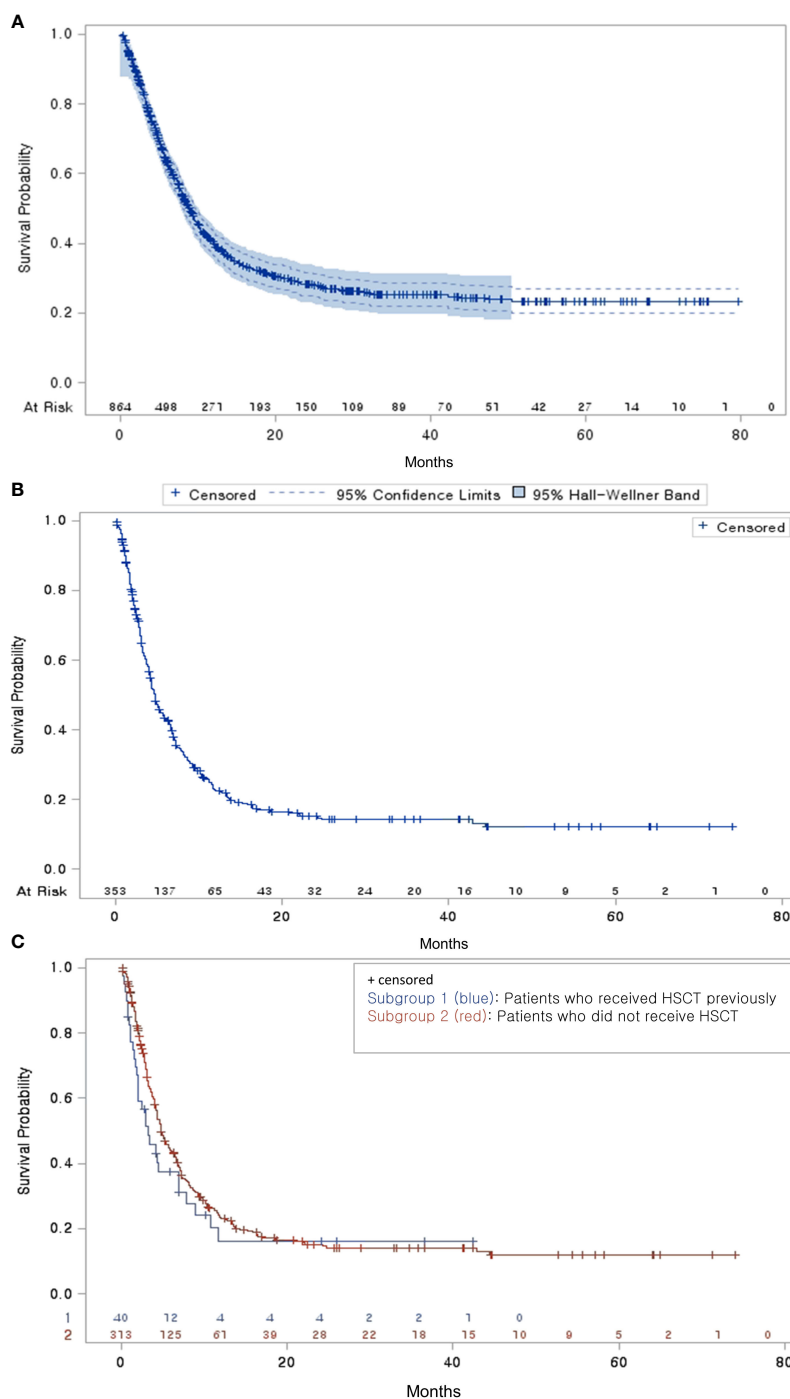 A
1.0
0.8
0.6
0.4
0.2
0.0
Survival Probability
At Risk 864 498 271 193 150 109 89 70 51 42 27 14 10 1 0
0 20 40 60 80
Months
B
+ Censored 95% Confidence Limits 95% Hall-Wellner Band
+ Censored
1.0
0.8
0.6
0.4
0.2
0.0
Survival Probability
At Risk 353 137 65 43 32 24 20 16 10 9 5 2 1 0
0 20 40 60 80
Months
C
+ censored
Subgroup 1 (blue): Patients who received HSCT previously
Subgroup 2 (red): Patients who did not receive HSCT
1.0
0.8
0.6
0.4
0.2
0.0
Survival Probability
1 40 12 4 4 4 2 2 1 0
2 313 125 61 39 28 22 18 15 10 9 5 2 1 0
0 20 40 60 80
Months